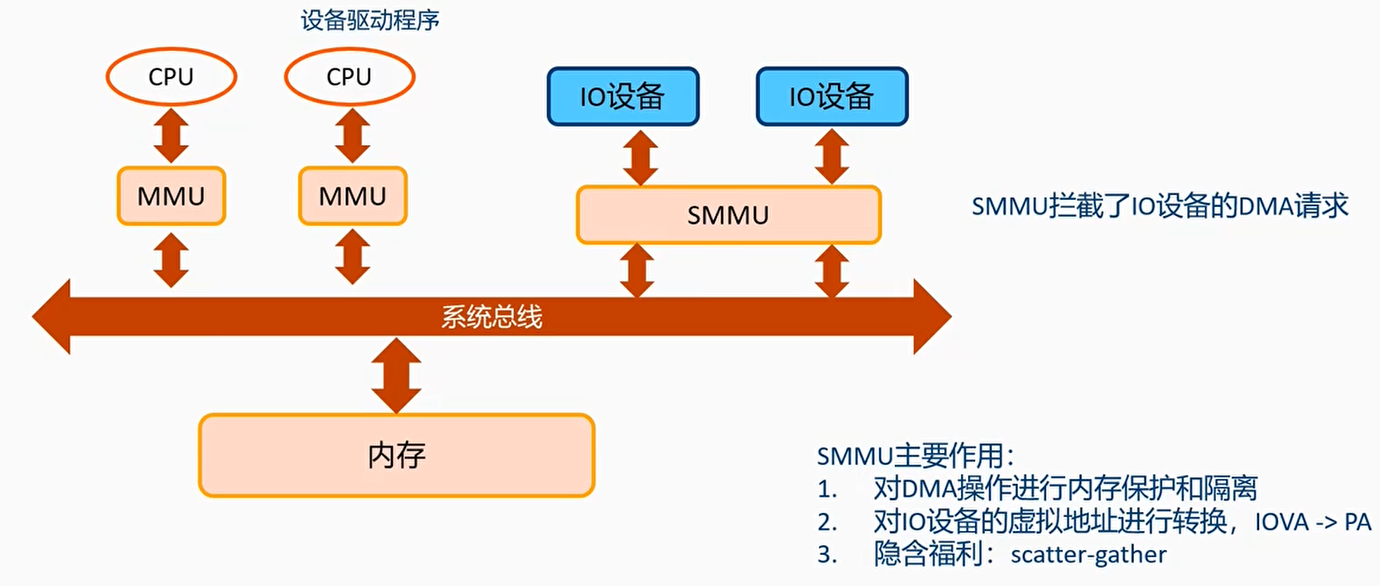 设备驱动程序
CPU
CPU
IO设备
IO设备
MMU
MMU
SMMU
SMMU拦截了IO设备的DMA请求
系统总线
内存
SMMU主要作用：
1. 对DMA操作进行内存保护和隔离
2. 对IO设备的虚拟地址进行转换，IOVA -> PA
3. 隐含福利：scatter-gather